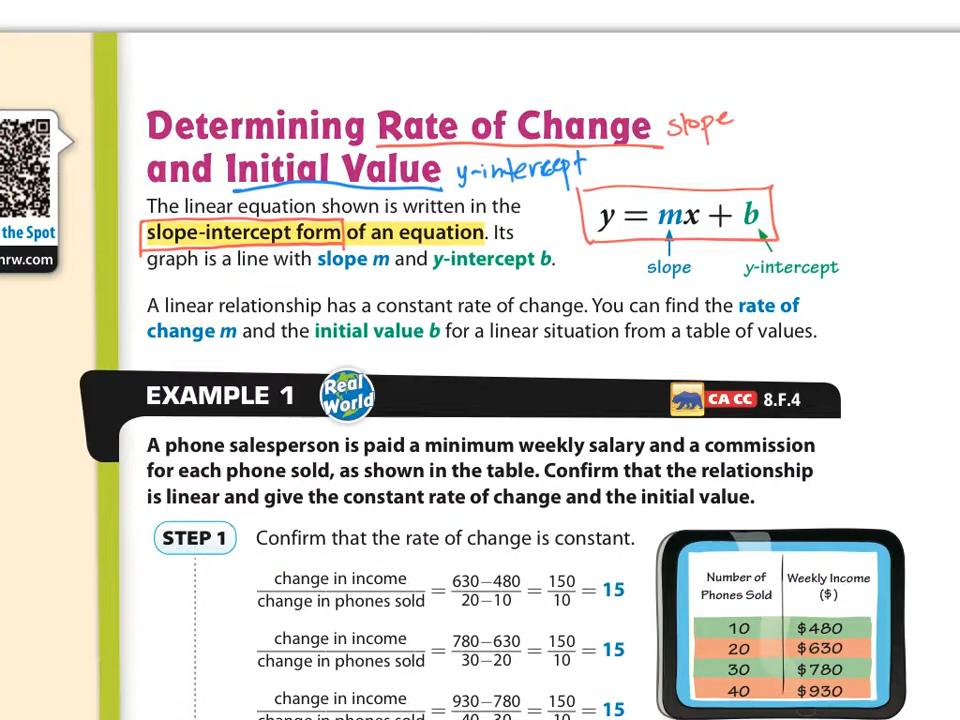 Determining Rate of Change slope
and Initial Value y-intercept
The linear equation shown is written in the
slope-intercept form of an equation. Its
graph is a line with slope m and y-intercept b.
y = mx + b
slope
y-intercept
the Spot
hrw.com
A linear relationship has a constant rate of change. You can find the rate of
change m and the initial value b for a linear situation from a table of values.
EXAMPLE 1
Real
World
CA CC 8.F.4
A phone salesperson is paid a minimum weekly salary and a commission
for each phone sold, as shown in the table. Confirm that the relationship
is linear and give the constant rate of change and the initial value.
STEP 1 Confirm that the rate of change is constant.
change in income / change in phones sold = 630−480 / 20−10 = 150 / 10 = 15
change in income / change in phones sold = 780−630 / 30−20 = 150 / 10 = 15
change in income / change in phones sold = 930−780 / 40−30 = 150 / 10 = 15
Number of Phones Sold Weekly Income ($)
10 $480
20 $630
30 $780
40 $930